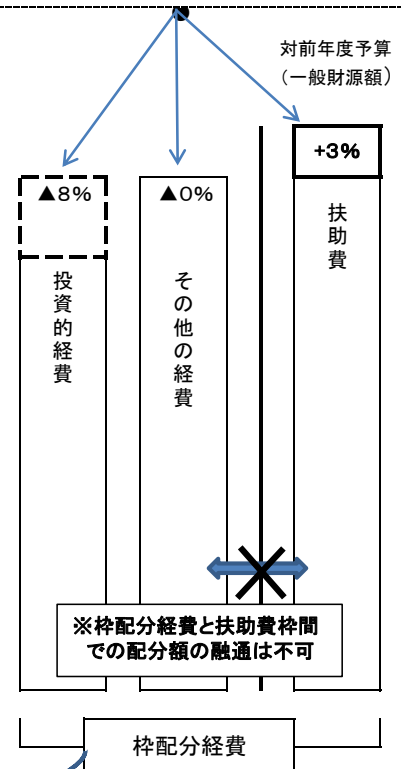 対前年度予算
（一般財源額）
+3%
▲8%
▲0%
投資的経費
その他の経費
扶助費
※枠配分経費と扶助費枠間
での配分額の融通は不可
枠配分経費